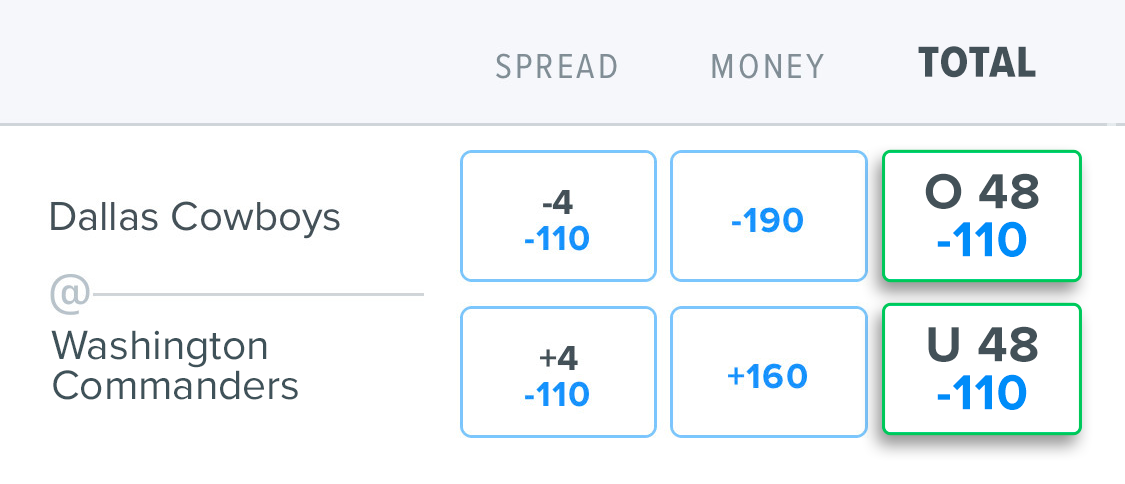 SPREAD MONEY TOTAL
Dallas Cowboys
-4
-110
-190
O 48
-110
@
Washington
Commanders
+4
-110
+160
U 48
-110